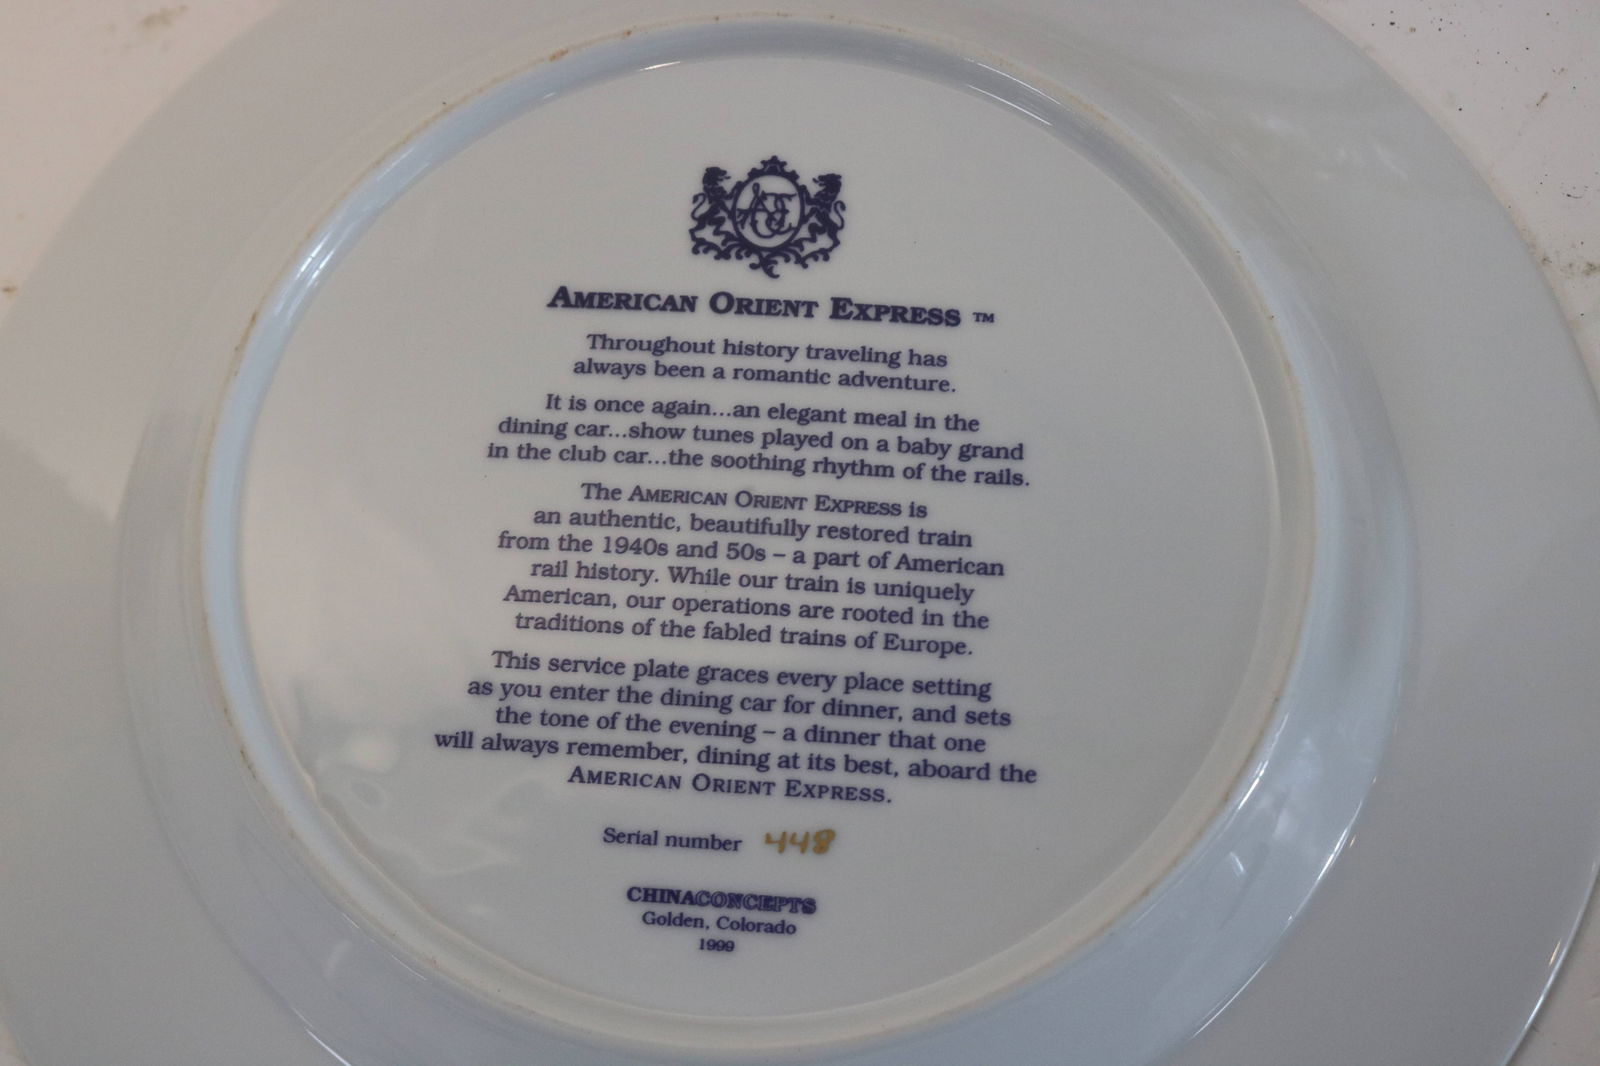 AOE
AMERICAN ORIENT EXPRESS ™
Throughout history traveling has
always been a romantic adventure.
It is once again...an elegant meal in the
dining car...show tunes played on a baby grand
in the club car...the soothing rhythm of the rails.
The AMERICAN ORIENT EXPRESS is
an authentic, beautifully restored train
from the 1940s and 50s – a part of American
rail history. While our train is uniquely
American, our operations are rooted in the
traditions of the fabled trains of Europe.
This service plate graces every place setting
as you enter the dining car for dinner, and sets
the tone of the evening – a dinner that one
will always remember, dining at its best, aboard the
AMERICAN ORIENT EXPRESS.
Serial number 448
CHINACONCEPTS
Golden, Colorado
1999